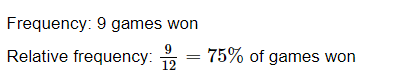 Frequency: 9 games won
Relative frequency: 9/12 = 75% of games won